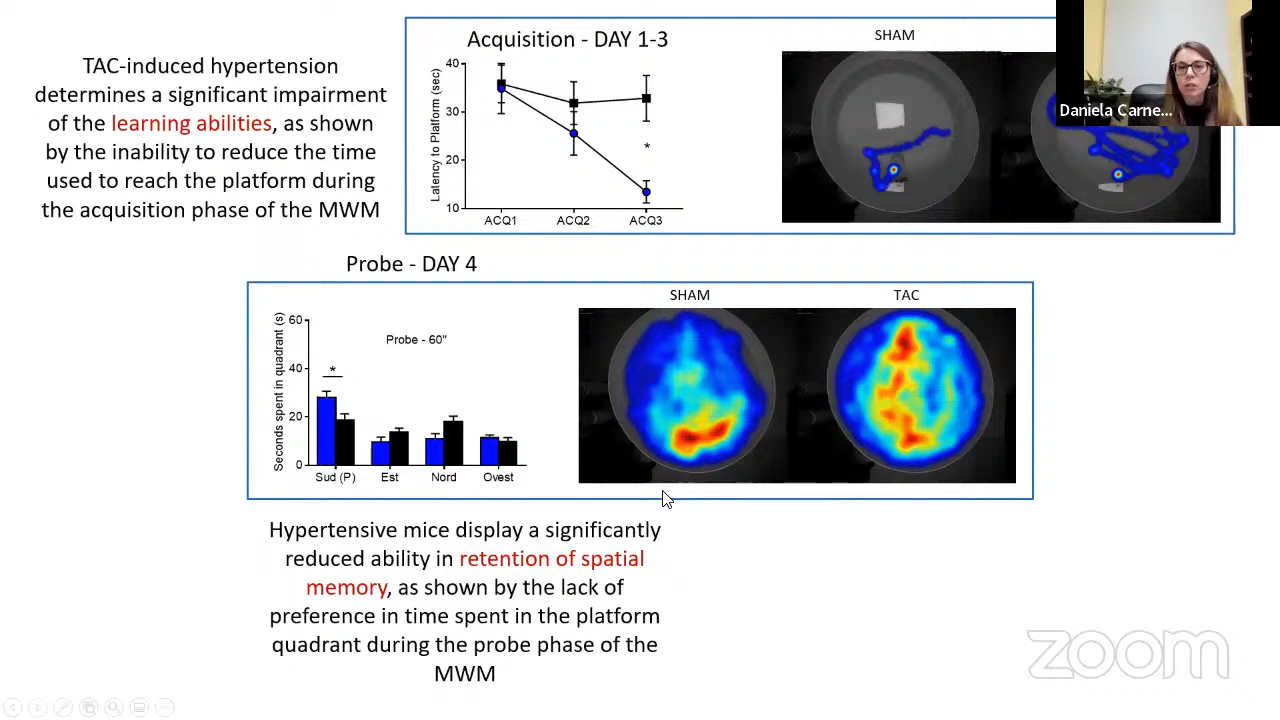 TAC-induced hypertension
determines a significant impairment
of the learning abilities, as shown
by the inability to reduce the time
used to reach the platform during
the acquisition phase of the MWM
Acquisition - DAY 1-3
Latency to Platform (sec)
40
30
20
10
*
ACQ1
ACQ2
ACQ3
SHAM
Daniela Carne...
Probe - DAY 4
Seconds spent in quadrant (s)
60
40
20
0
Probe - 60"
*
Sud (P)
Est
Nord
Ovest
SHAM
TAC
Hypertensive mice display a significantly
reduced ability in retention of spatial
memory, as shown by the lack of
preference in time spent in the platform
quadrant during the probe phase of the
MWM
zoom